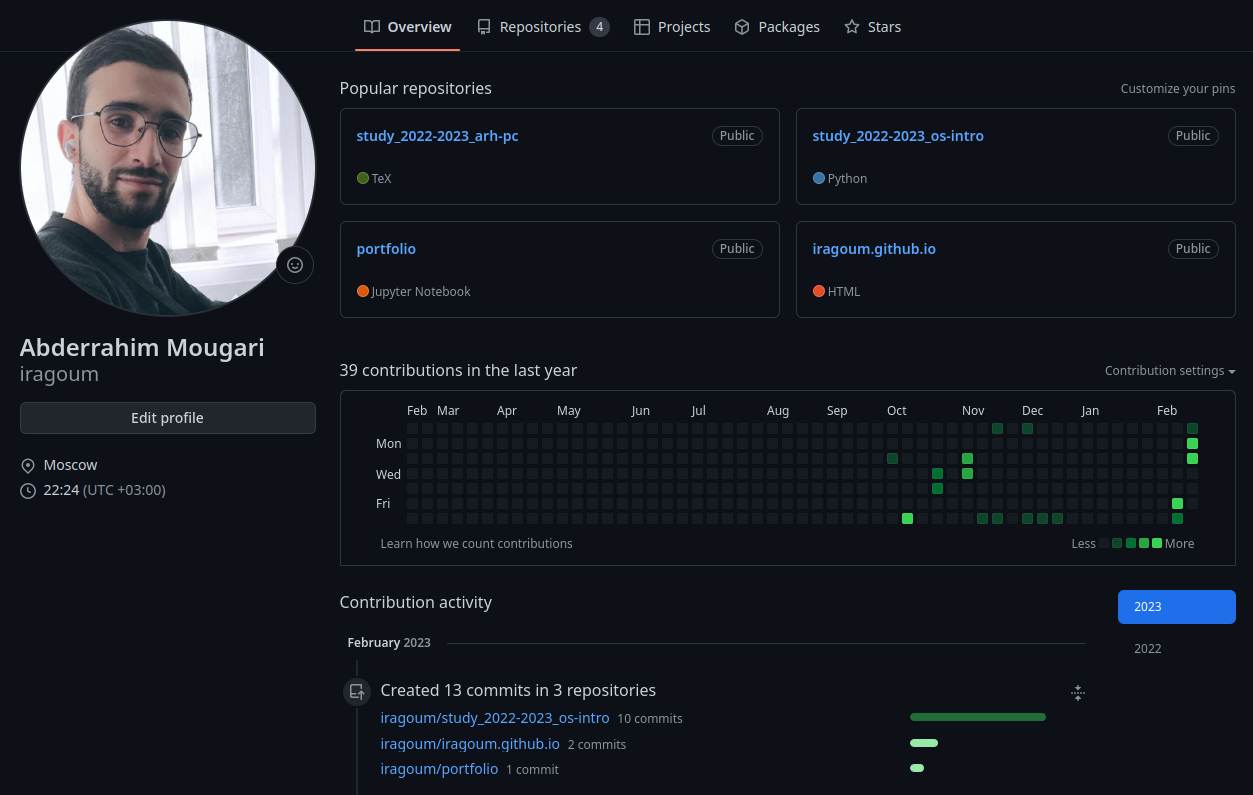 Overview Repositories 4 Projects Packages Stars
Popular repositories Customize your pins
study_2022-2023_arh-pc Public
TeX
study_2022-2023_os-intro Public
Python
portfolio Public
Jupyter Notebook
iragoum.github.io Public
HTML
Abderrahim Mougari
iragoum
Edit profile
Moscow
22:24 (UTC +03:00)
39 contributions in the last year Contribution settings
Feb Mar Apr May Jun Jul Aug Sep Oct Nov Dec Jan Feb
Mon
Wed
Fri
Learn how we count contributions Less More
Contribution activity
2023
2022
February 2023
Created 13 commits in 3 repositories
iragoum/study_2022-2023_os-intro 10 commits
iragoum/iragoum.github.io 2 commits
iragoum/portfolio 1 commit